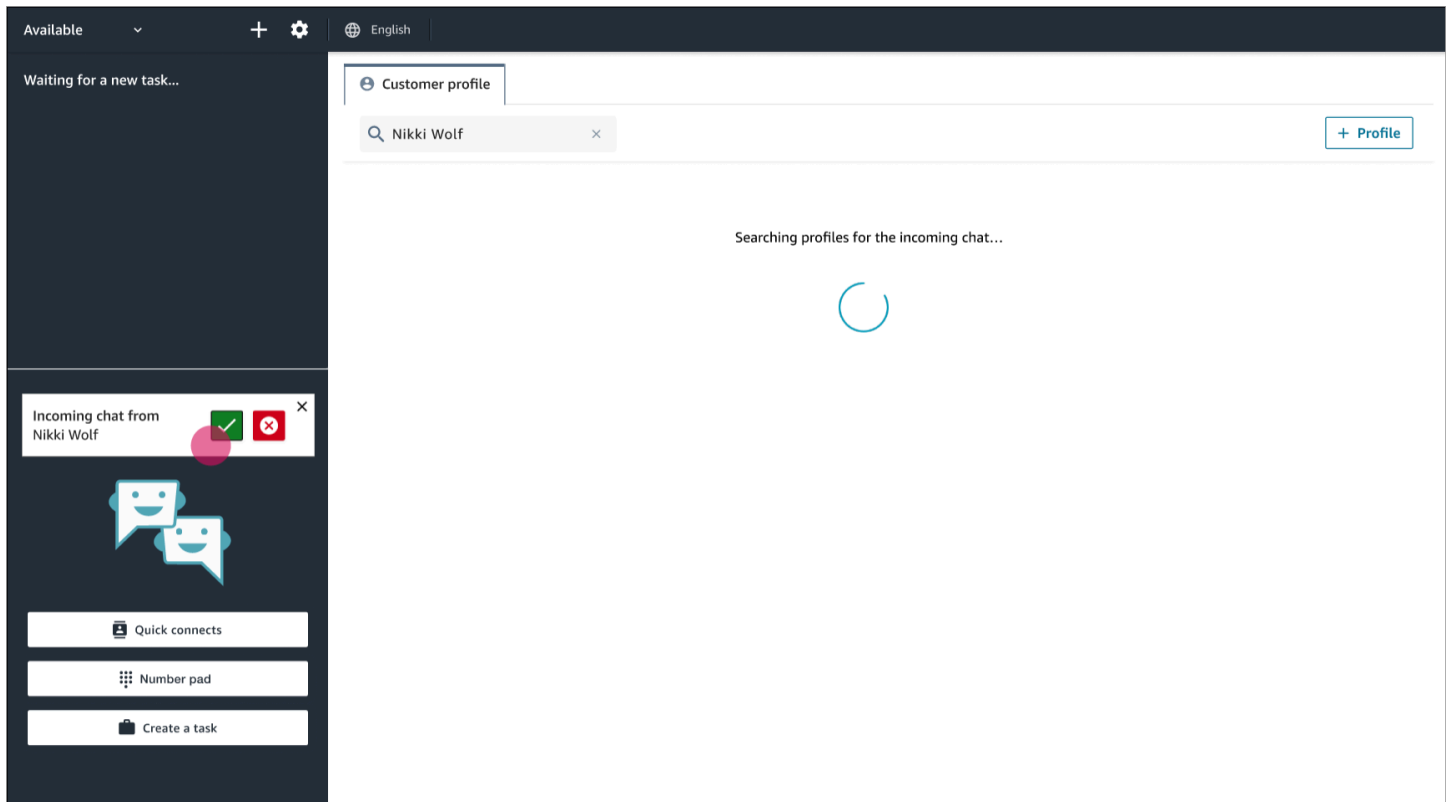 Available
English
Waiting for a new task...
Customer profile
Nikki Wolf
+ Profile
Searching profiles for the incoming chat...
Incoming chat from
Nikki Wolf
Quick connects
Number pad
Create a task